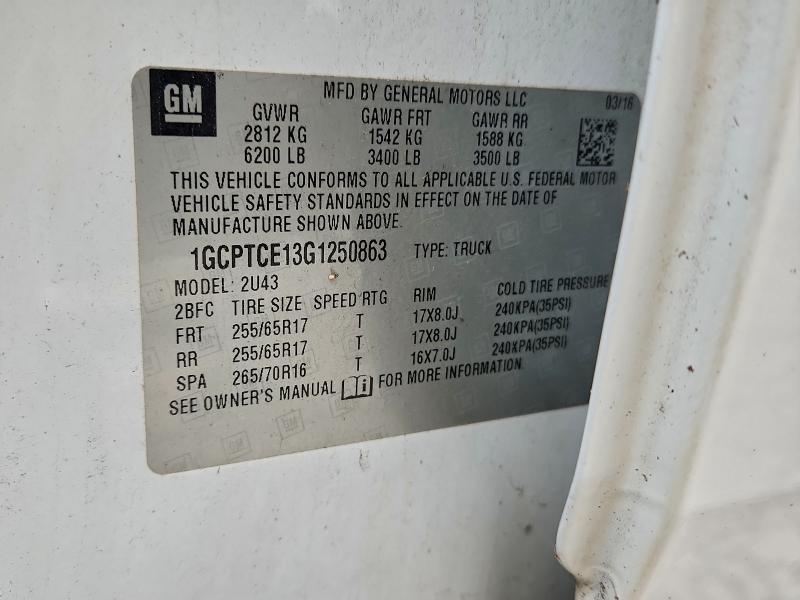 GM
MFD BY GENERAL MOTORS LLC 03/16
GVWR GAWR FRT GAWR RR
2812 KG 1542 KG 1588 KG
6200 LB 3400 LB 3500 LB
THIS VEHICLE CONFORMS TO ALL APPLICABLE U.S. FEDERAL MOTOR
VEHICLE SAFETY STANDARDS IN EFFECT ON THE DATE OF
MANUFACTURE SHOWN ABOVE.
1GCPTCE13G1250863 TYPE: TRUCK
MODEL: 2U43
2BFC TIRE SIZE SPEED RTG RIM COLD TIRE PRESSURE
FRT 255/65R17 T 17X8.0J 240KPA(35PSI)
RR 255/65R17 T 17X8.0J 240KPA(35PSI)
SPA 265/70R16 T 16X7.0J 240KPA(35PSI)
SEE OWNER'S MANUAL FOR MORE INFORMATION